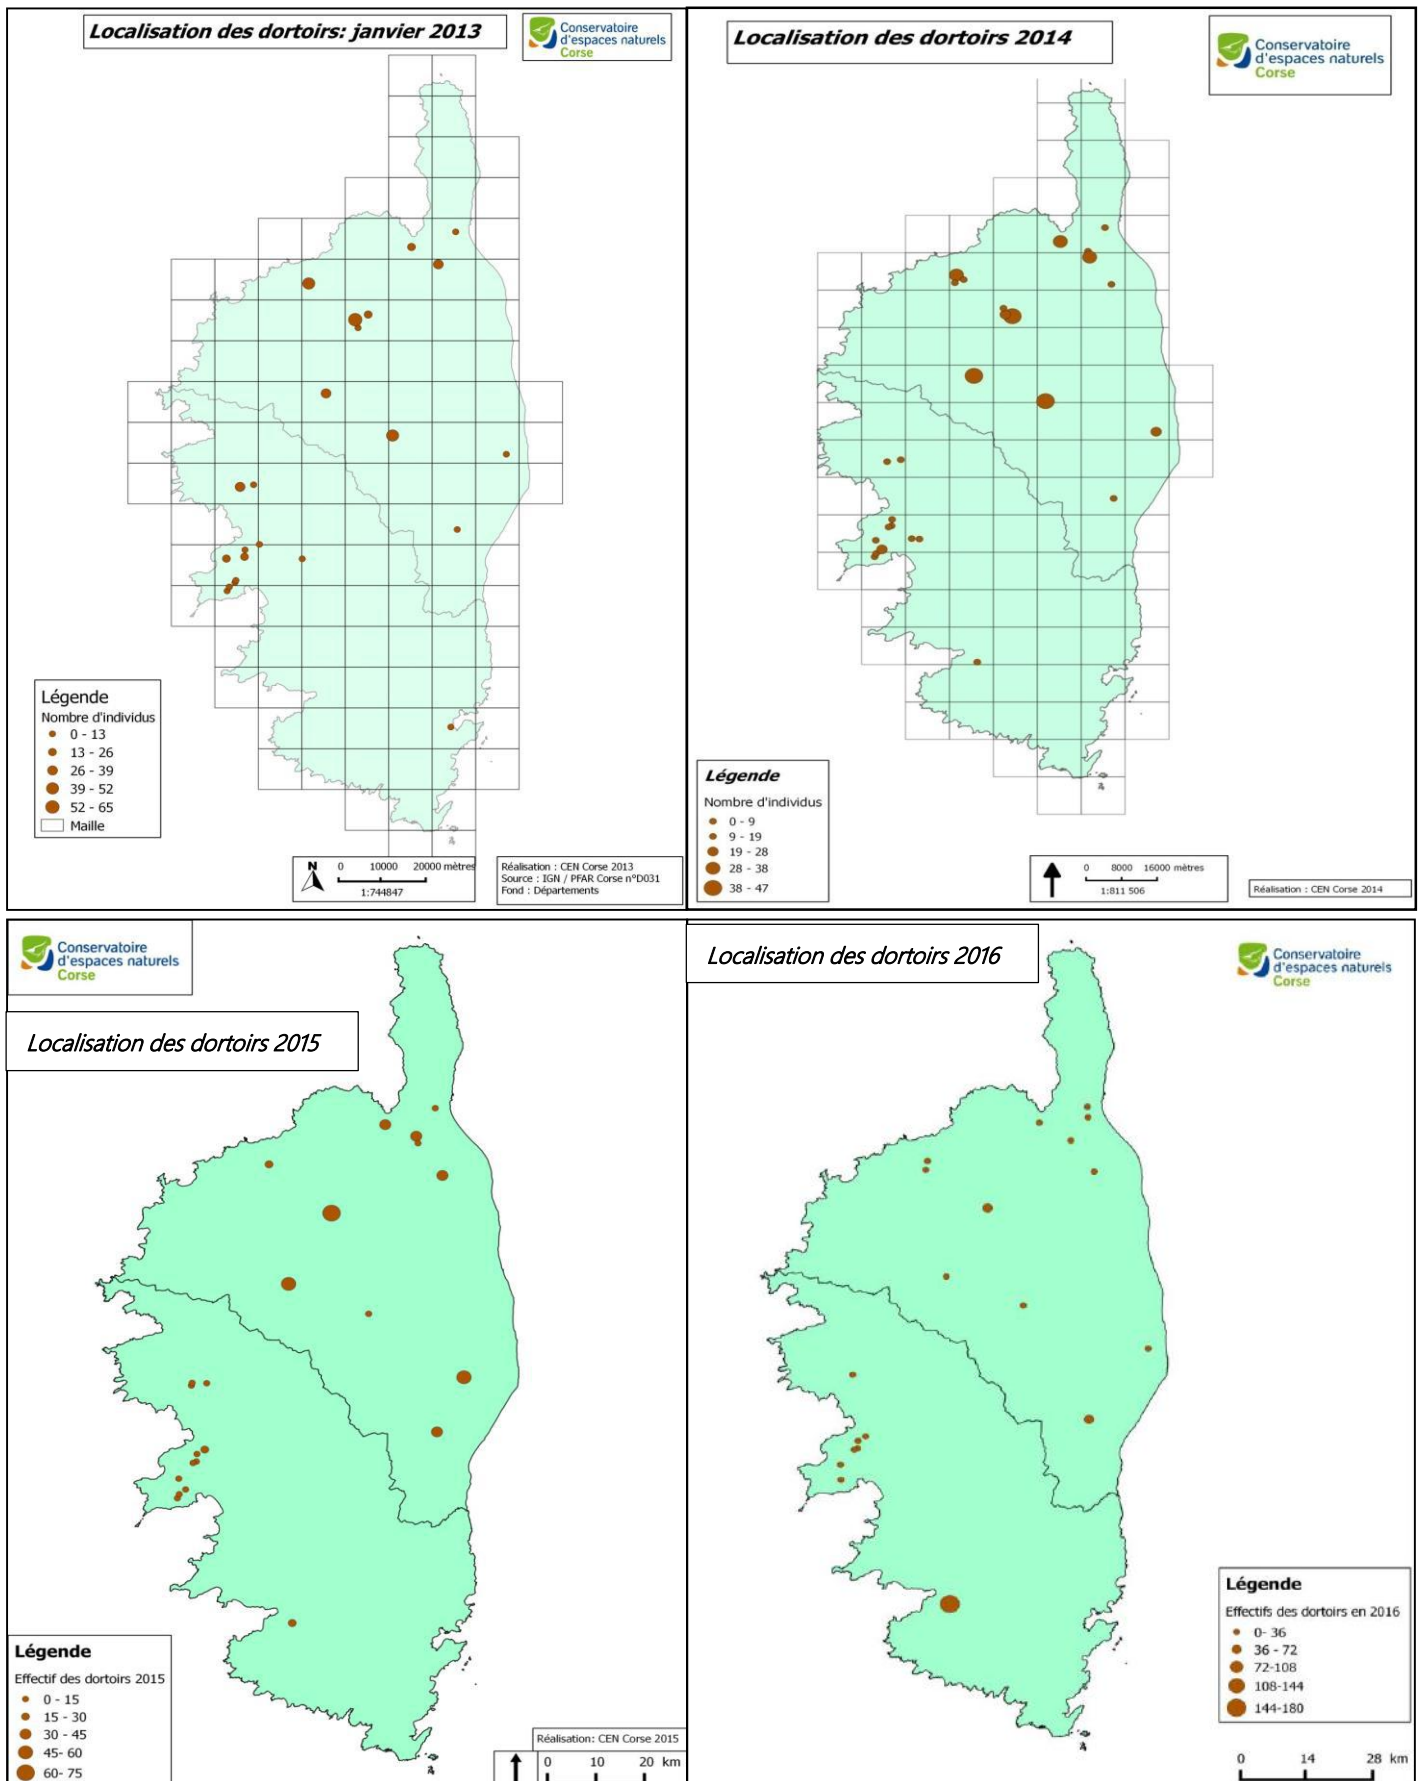 Localisation des dortoirs: janvier 2013
Conservatoire
d'espaces naturels
Corse
Légende
Nombre d'individus
0 - 13
13 - 26
26 - 39
39 - 52
52 - 65
Maille
N
0 10000 20000 mètres
1:744847
Réalisation : CEN Corse 2013
Source : IGN / PFAR Corse n°D031
Fond : Départements
Localisation des dortoirs 2014
Conservatoire
d'espaces naturels
Corse
Légende
Nombre d'individus
0 - 9
9 - 19
19 - 28
28 - 38
38 - 47
0 8000 16000 mètres
1:811 506
Réalisation : CEN Corse 2014
Conservatoire
d'espaces naturels
Corse
Localisation des dortoirs 2015
Légende
Effectif des dortoirs 2015
0 - 15
15 - 30
30 - 45
45- 60
60- 75
Réalisation: CEN Corse 2015
0 10 20 km
Localisation des dortoirs 2016
Conservatoire
d'espaces naturels
Corse
Légende
Effectifs des dortoirs en 2016
0- 36
36 - 72
72-108
108-144
144-180
0 14 28 km